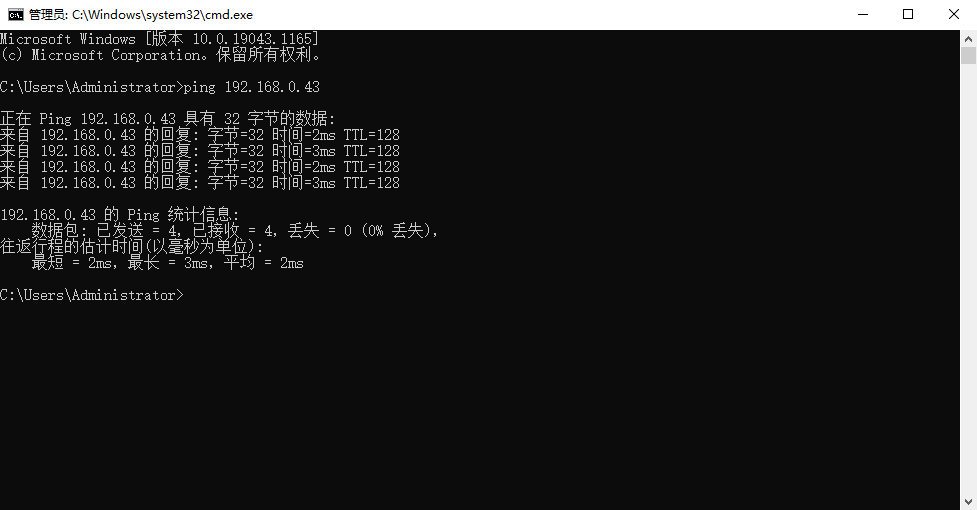 管理员: C:\Windows\system32\cmd.exe
Microsoft Windows [版本 10.0.19043.1165]
(c) Microsoft Corporation。保留所有权利。
C:\Users\Administrator>ping 192.168.0.43
正在 Ping 192.168.0.43 具有 32 字节的数据:
来自 192.168.0.43 的回复: 字节=32 时间=2ms TTL=128
来自 192.168.0.43 的回复: 字节=32 时间=3ms TTL=128
来自 192.168.0.43 的回复: 字节=32 时间=2ms TTL=128
来自 192.168.0.43 的回复: 字节=32 时间=3ms TTL=128
192.168.0.43 的 Ping 统计信息:
    数据包: 已发送 = 4，已接收 = 4，丢失 = 0 (0% 丢失)，
往返行程的估计时间(以毫秒为单位):
    最短 = 2ms，最长 = 3ms，平均 = 2ms
C:\Users\Administrator>